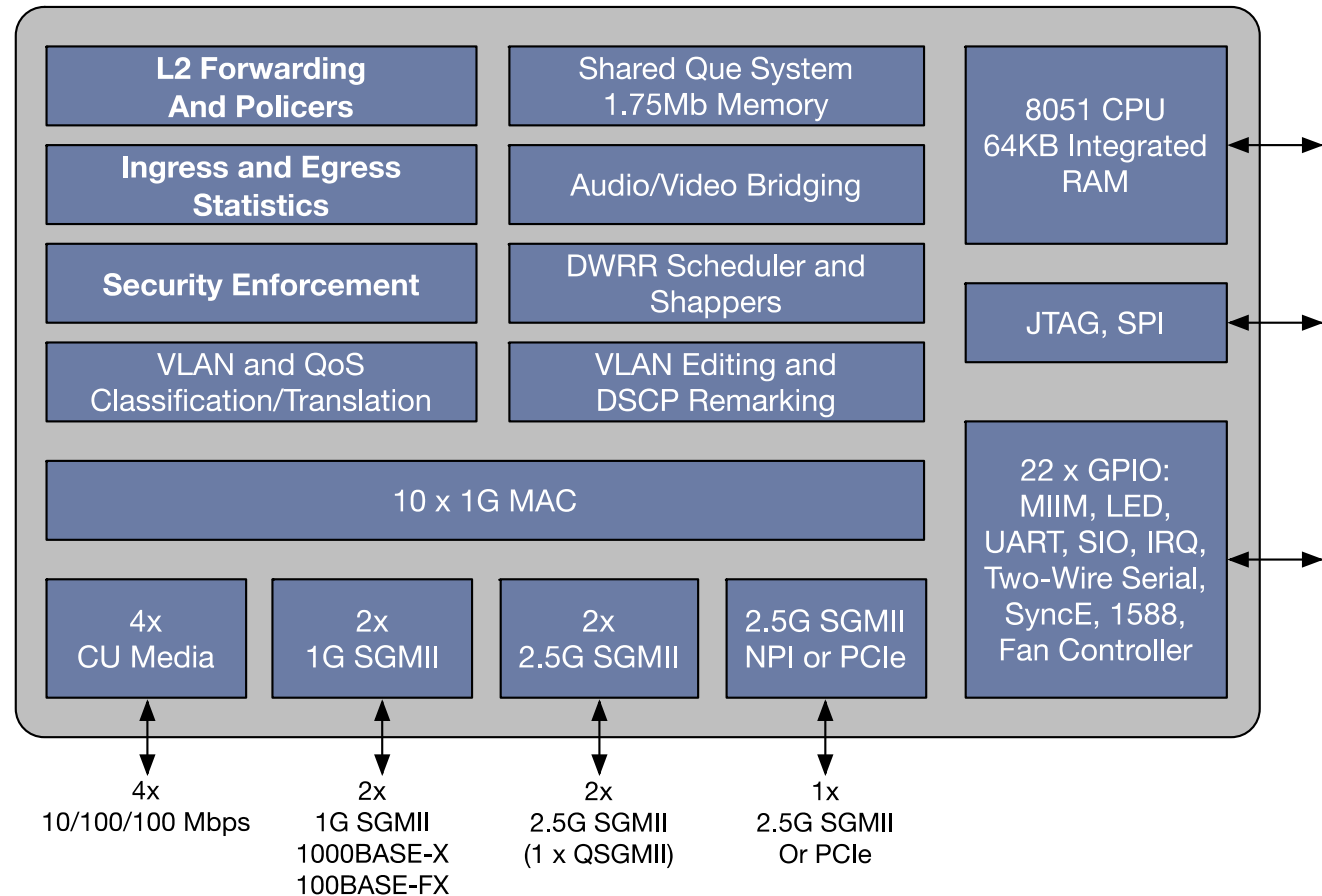 L2 Forwarding
And Policers
Shared Que System
1.75Mb Memory
8051 CPU
64KB Integrated
RAM
Ingress and Egress
Statistics
Audio/Video Bridging
Security Enforcement
DWRR Scheduler and
Shappers
JTAG, SPI
VLAN and QoS
Classification/Translation
VLAN Editing and
DSCP Remarking
10 x 1G MAC
22 x GPIO:
MIIM, LED,
UART, SIO, IRQ,
Two-Wire Serial,
SyncE, 1588,
Fan Controller
4x
CU Media
2x
1G SGMII
2x
2.5G SGMII
2.5G SGMII
NPI or PCIe
4x
10/100/100 Mbps
2x
1G SGMII
1000BASE-X
100BASE-FX
2x
2.5G SGMII
(1 x QSGMII)
1x
2.5G SGMII
Or PCIe